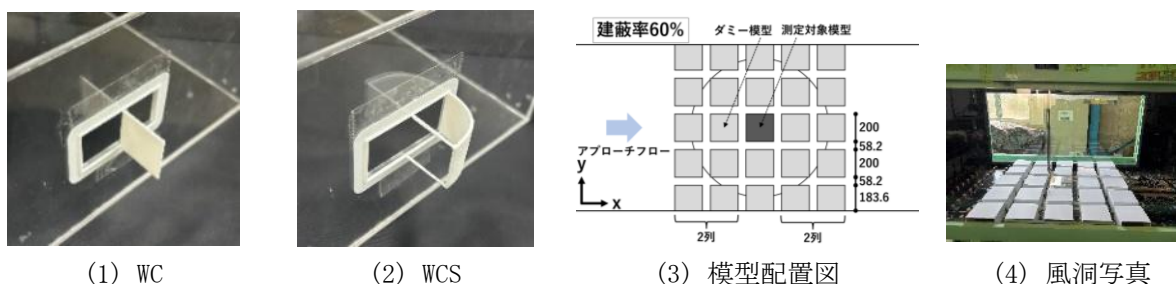 建蔽率60%
ダミー模型 測定対象模型
アプローチフロー
y
x
200
58.2
200
58.2
183.6
2列 2列
(1) WC (2) WCS (3) 模型配置図 (4) 風洞写真